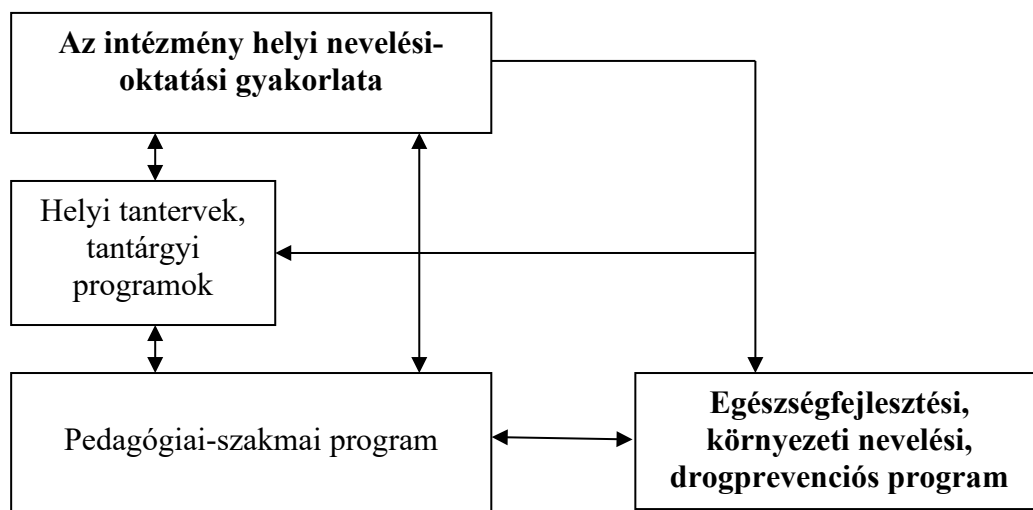 Az intézmény helyi nevelési-
oktatási gyakorlata
Helyi tantervek,
tantárgyi
programok
Pedagógiai-szakmai program
Egészségfejlesztési,
környezeti nevelési,
drogprevenciós program